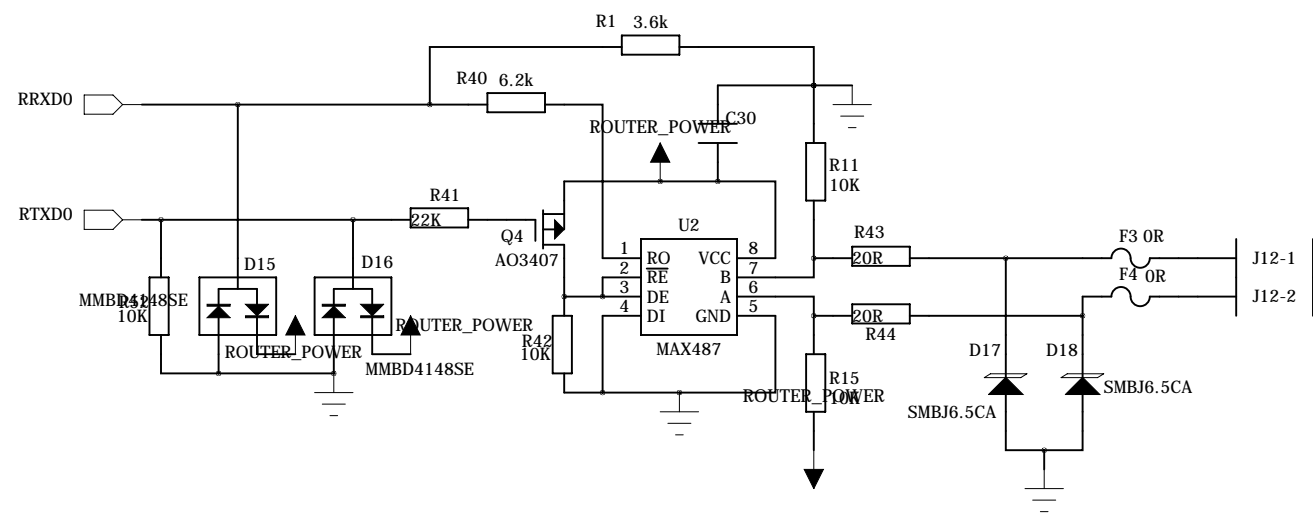 R1 3.6k
R40 6.2k
RRXD0
C30
ROUTER_POWER
R11
10K
R41
22K
RTXD0
U2
Q4
AO3407
1 RO VCC 8
2 RE B 7
3 DE A 6
4 DI GND 5
MAX487
R43
20R
F3 0R
J12-1
F4 0R
J12-2
20R
R44
D15
D16
MMBD4148SE
R52
10K
ROUTER_POWER
ROUTER_POWER
MMBD4148SE
R42
10K
R15
10K
ROUTER_POWER
D17
D18
SMBJ6.5CA
SMBJ6.5CA